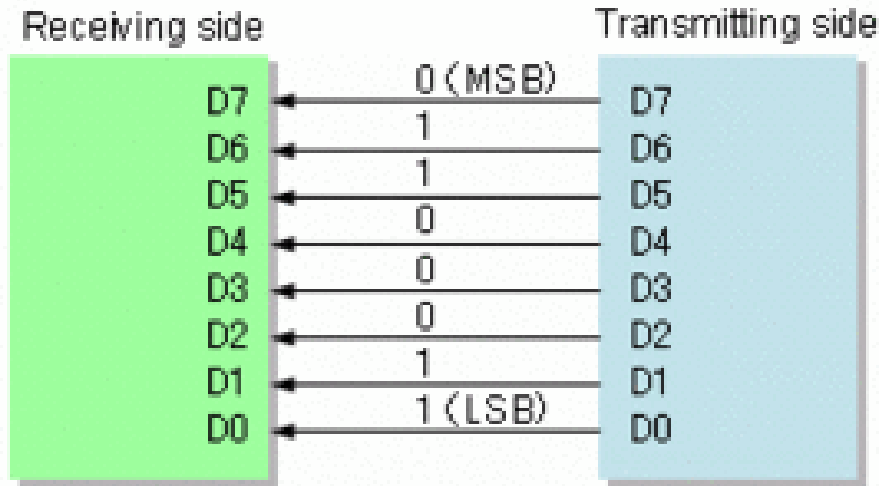 Receiving side Transmitting side
0 (MSB)
D7 D7
1
D6 D6
1
D5 D5
0
D4 D4
0
D3 D3
0
D2 D2
1
D1 D1
1 (LSB)
D0 D0